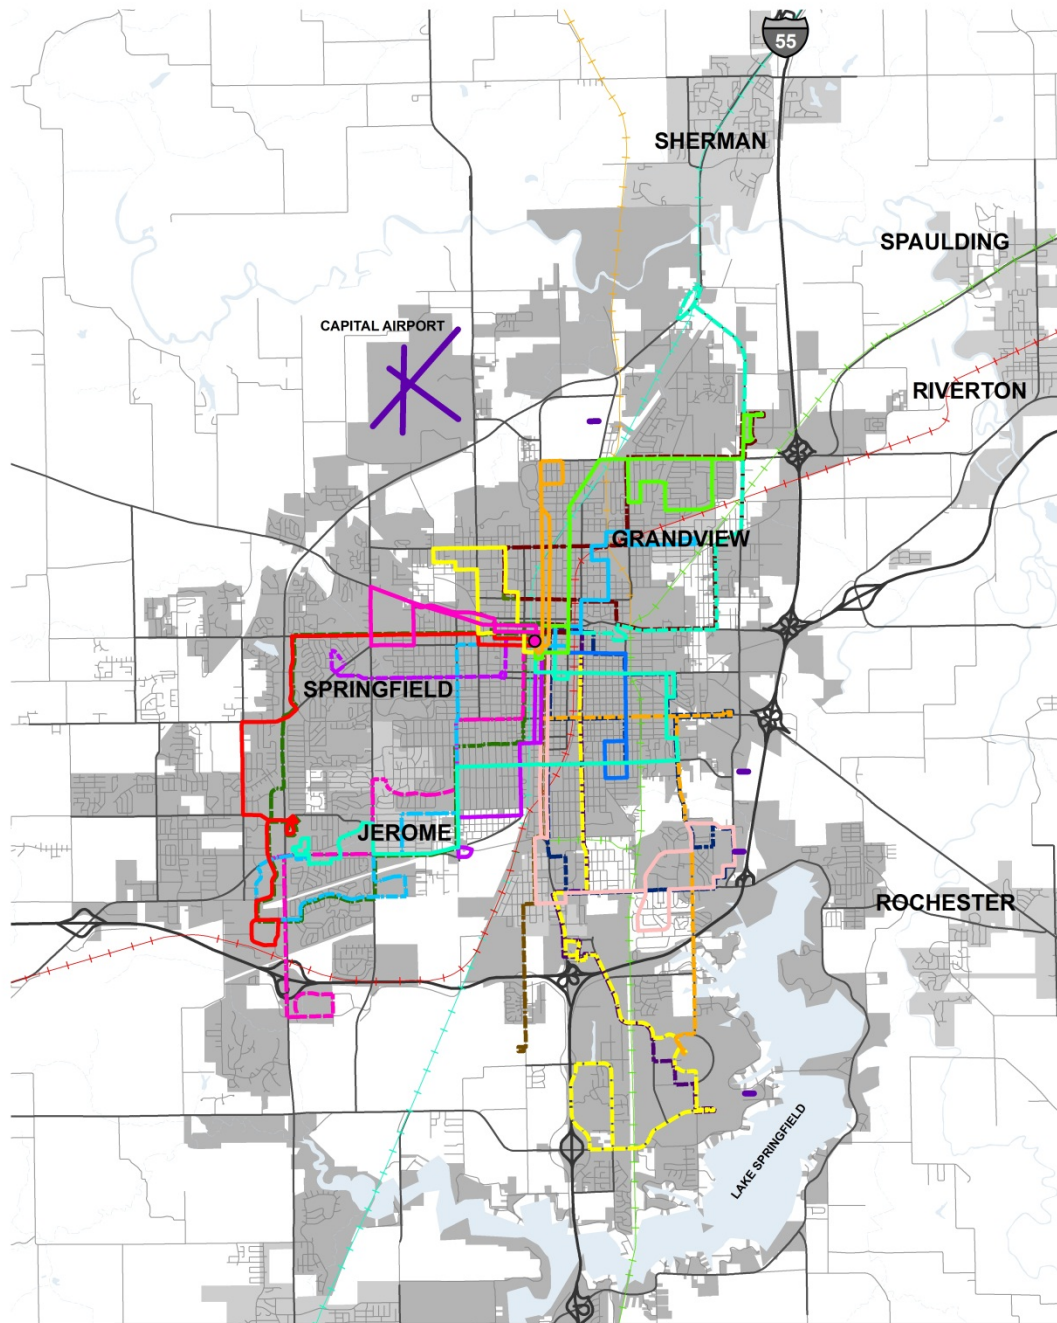 55
SHERMAN
SPAULDING
CAPITAL AIRPORT
RIVERTON
GRANDVIEW
SPRINGFIELD
JEROME
ROCHESTER
LAKE SPRINGFIELD